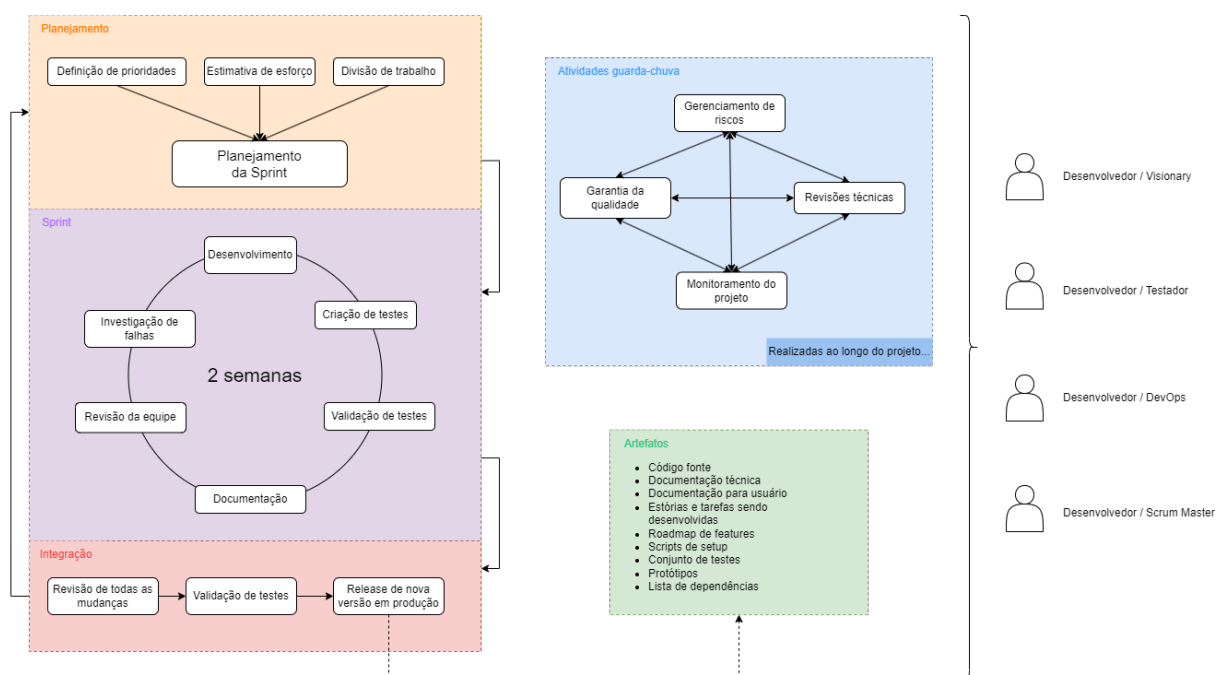 Planejamento
Definição de prioridades
Estimativa de esforço
Divisão de trabalho
Planejamento
da Sprint
Sprint
Desenvolvimento
Criação de testes
Investigação de
falhas
2 semanas
Revisão da equipe
Validação de testes
Documentação
Integração
Revisão de todas as
mudanças
Validação de testes
Release de nova
versão em produção
Atividades guarda-chuva
Gerenciamento de
riscos
Garantia da
qualidade
Revisões técnicas
Monitoramento do
projeto
Realizadas ao longo do projeto...
Artefatos
Código fonte
Documentação técnica
Documentação para usuário
Estórias e tarefas sendo
desenvolvidas
Roadmap de features
Scripts de setup
Conjunto de testes
Protótipos
Lista de dependências
Desenvolvedor / Visionary
Desenvolvedor / Testador
Desenvolvedor / DevOps
Desenvolvedor / Scrum Master